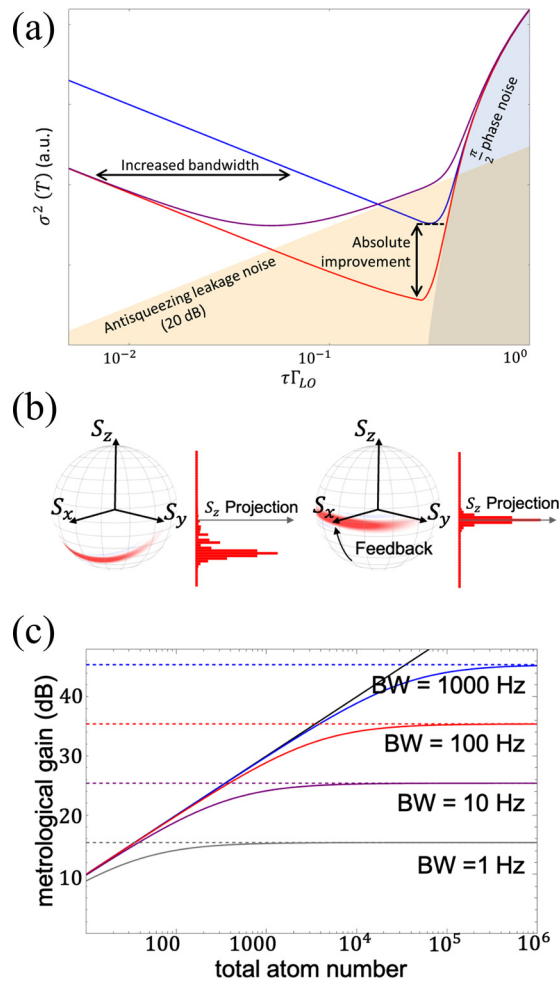 (a)
σ² (T) (a.u.)
Increased bandwidth
Absolute
improvement
π/2 phase noise
Antisqueezing leakage noise
(20 dB)
10⁻²
10⁻¹
10⁰
τΓ_LO
(b)
S_z
S_x
S_y
S_z Projection
S_z
S_x
S_y
S_z Projection
Feedback
(c)
metrological gain (dB)
40
30
20
10
BW = 1000 Hz
BW = 100 Hz
BW = 10 Hz
BW =1 Hz
100
1000
10⁴
10⁵
10⁶
total atom number